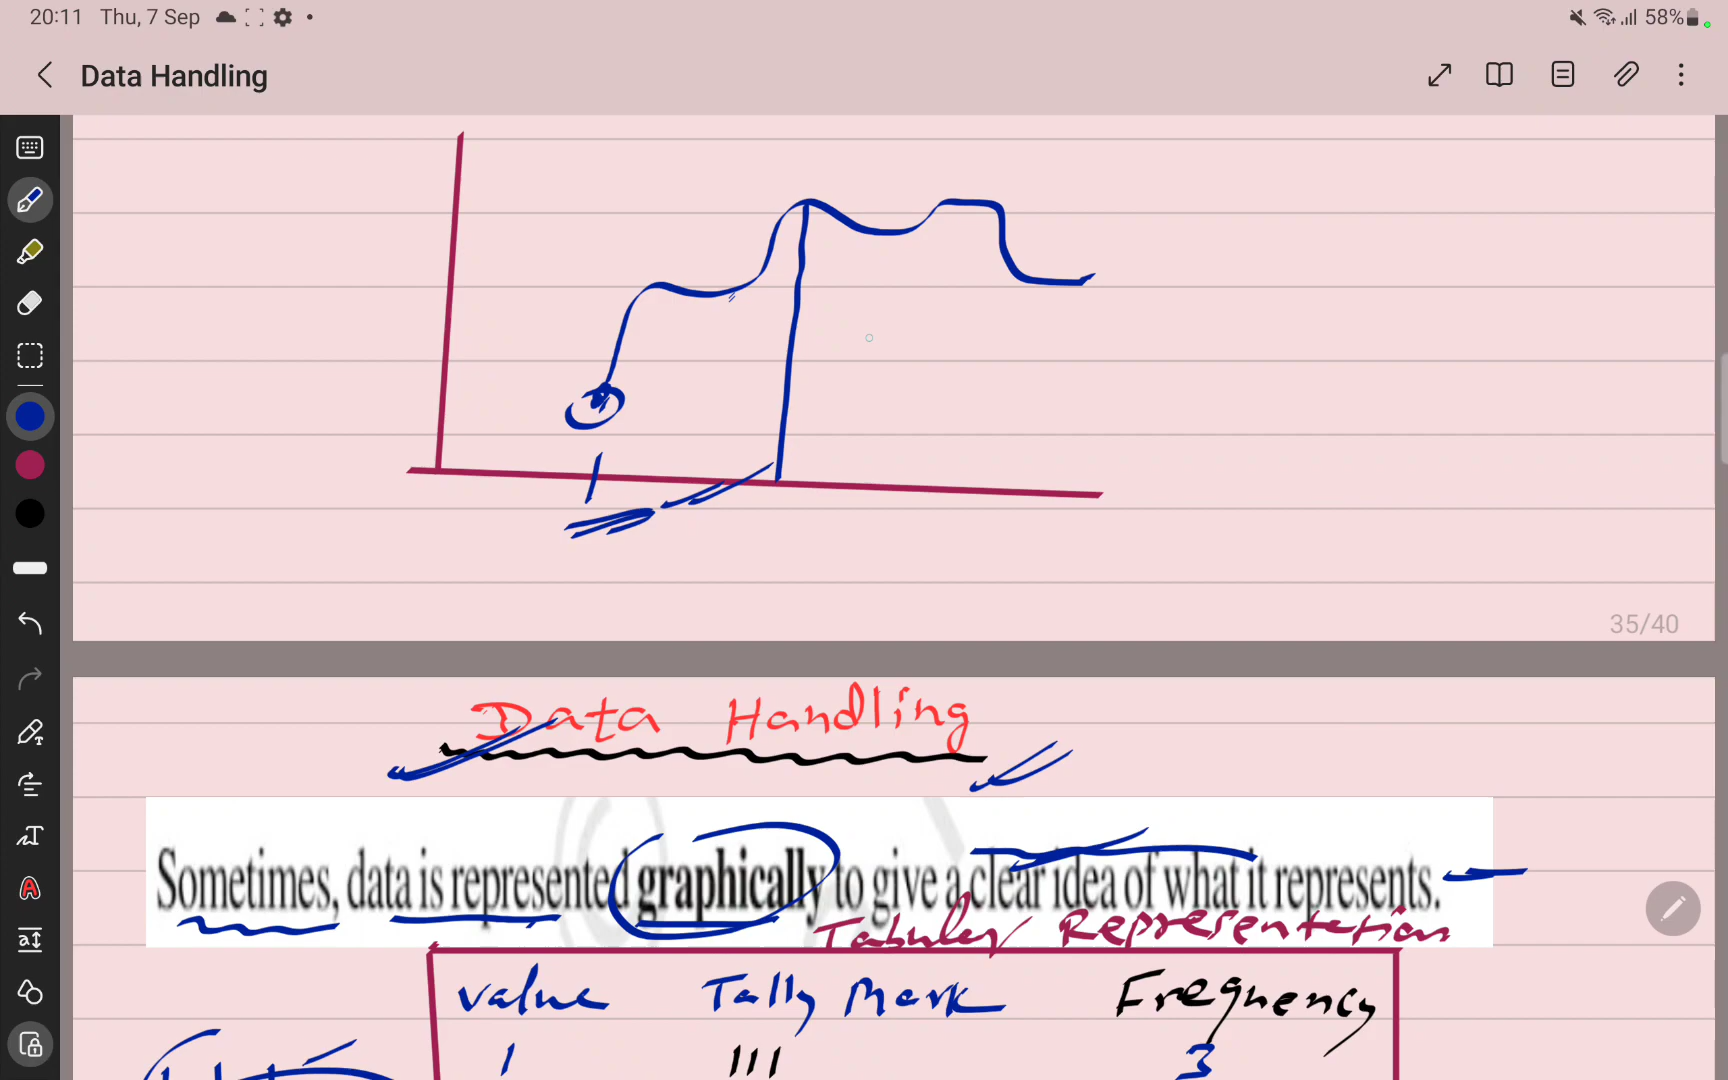 20:11 Thu, 7 Sep 58%
Data Handling
35/40
Data Handling
Sometimes, data is represented graphically to give a clear idea of what it represents.
Tabular Representation
value Tally Mark Frequency
1 ||| 3